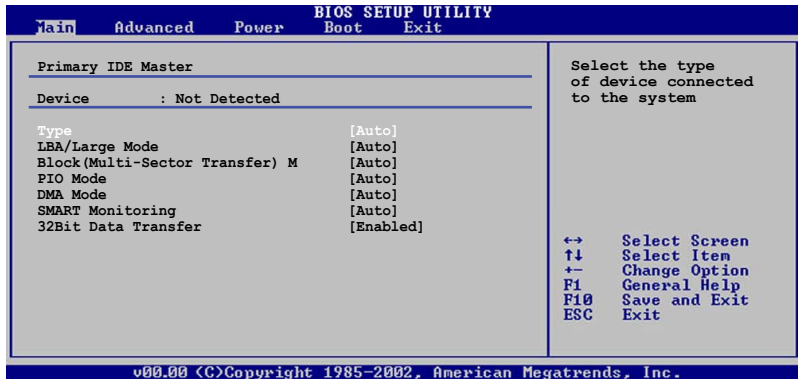 BIOS SETUP UTILITY
Main Advanced Power Boot Exit
Primary IDE Master
Device : Not Detected
Type [Auto]
LBA/Large Mode [Auto]
Block(Multi-Sector Transfer) M [Auto]
PIO Mode [Auto]
DMA Mode [Auto]
SMART Monitoring [Auto]
32Bit Data Transfer [Enabled]
Select the type
of device connected
to the system
←→ Select Screen
↑↓ Select Item
+- Change Option
F1 General Help
F10 Save and Exit
ESC Exit
v00.00 (C)Copyright 1985-2002, American Megatrends, Inc.